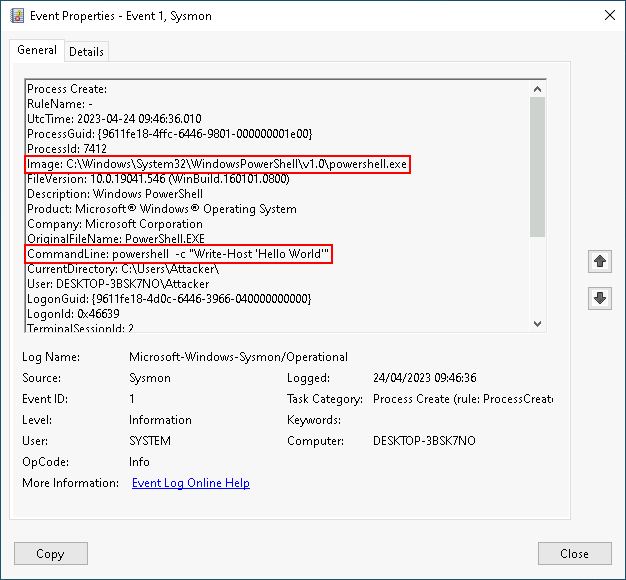 Event Properties - Event 1, Sysmon
General Details
Process Create:
RuleName: -
UtcTime: 2023-04-24 09:46:36.010
ProcessGuid: {9611fe18-4ffc-6446-9801-000000001e00}
ProcessId: 7412
Image: C:\Windows\System32\WindowsPowerShell\v1.0\powershell.exe
FileVersion: 10.0.19041.546 (WinBuild.160101.0800)
Description: Windows PowerShell
Product: Microsoft® Windows® Operating System
Company: Microsoft Corporation
OriginalFileName: PowerShell.EXE
CommandLine: powershell  -c "Write-Host 'Hello World'"
CurrentDirectory: C:\Users\Attacker\
User: DESKTOP-3BSK7NO\Attacker
LogonGuid: {9611fe18-4d0c-6446-3966-040000000000}
LogonId: 0x46639
TerminalSessionId: 2
Log Name: Microsoft-Windows-Sysmon/Operational
Source: Sysmon Logged: 24/04/2023 09:46:36
Event ID: 1 Task Category: Process Create (rule: ProcessCreate
Level: Information Keywords:
User: SYSTEM Computer: DESKTOP-3BSK7NO
OpCode: Info
More Information: Event Log Online Help
Copy Close